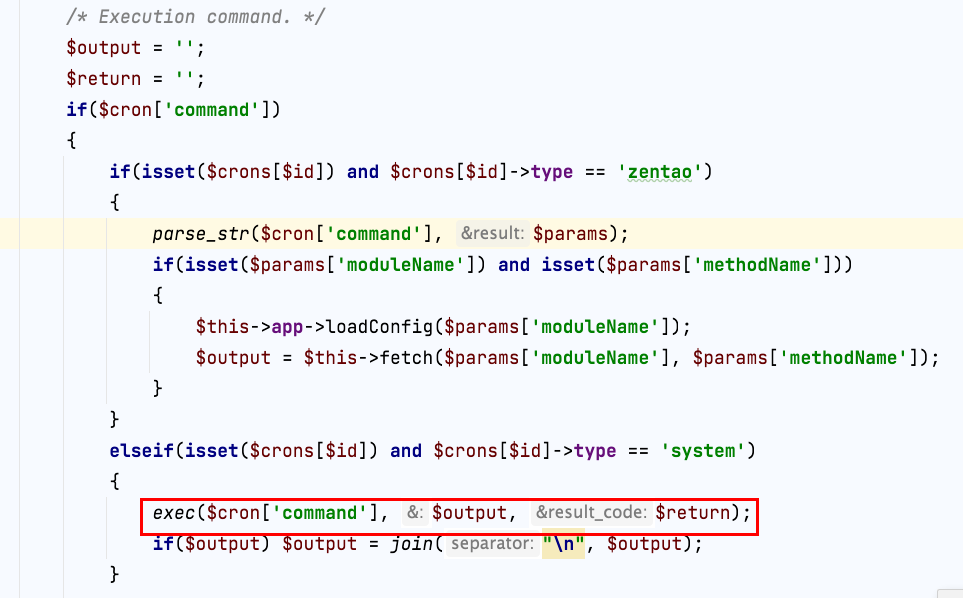 /* Execution command. */
$output = '';
$return = '';
if($cron['command'])
{
if(isset($crons[$id]) and $crons[$id]->type == 'zentao')
{
parse_str($cron['command'], &result: $params);
if(isset($params['moduleName']) and isset($params['methodName']))
{
$this->app->loadConfig($params['moduleName']);
$output = $this->fetch($params['moduleName'], $params['methodName']);
}
}
elseif(isset($crons[$id]) and $crons[$id]->type == 'system')
{
exec($cron['command'], &: $output, &result_code: $return);
if($output) $output = join( separator: "\n", $output);
}